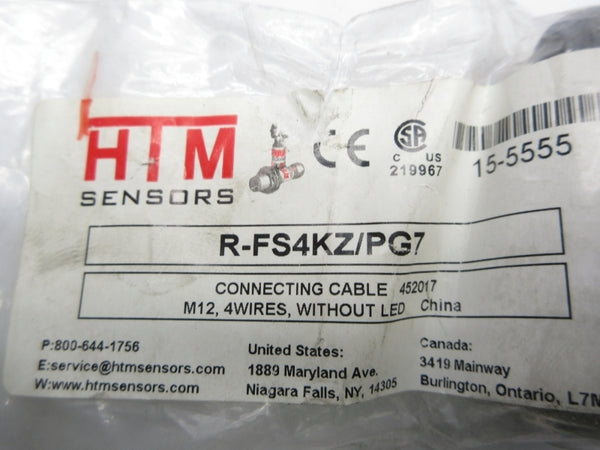 HTM
SENSORS
CE
SA
C US
219967
15-5555
R-FS4KZ/PG7
CONNECTING CABLE 452017
M12, 4WIRES, WITHOUT LED China
P:800-644-1756
E:service@htmsensors.com
W:www.htmsensors.com
United States:
1889 Maryland Ave.
Niagara Falls, NY, 14305
Canada:
3419 Mainway
Burlington, Ontario, L7M